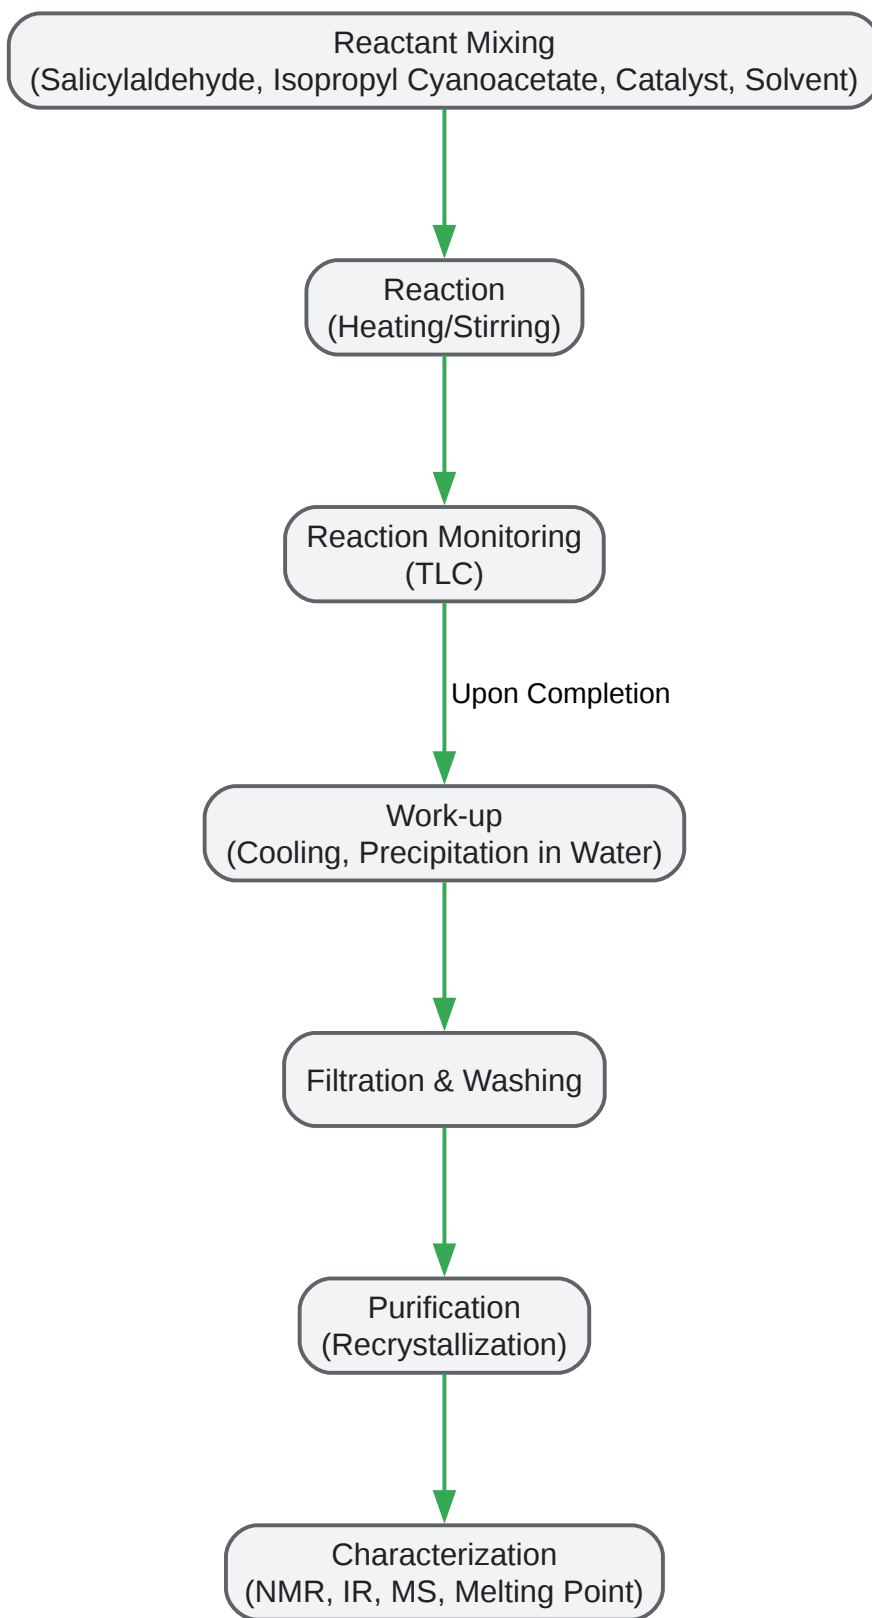 Reactant Mixing
(Salicylaldehyde, Isopropyl Cyanoacetate, Catalyst, Solvent)
Reaction
(Heating/Stirring)
Reaction Monitoring
(TLC)
Upon Completion
Work-up
(Cooling, Precipitation in Water)
Filtration & Washing
Purification
(Recrystallization)
Characterization
(NMR, IR, MS, Melting Point)